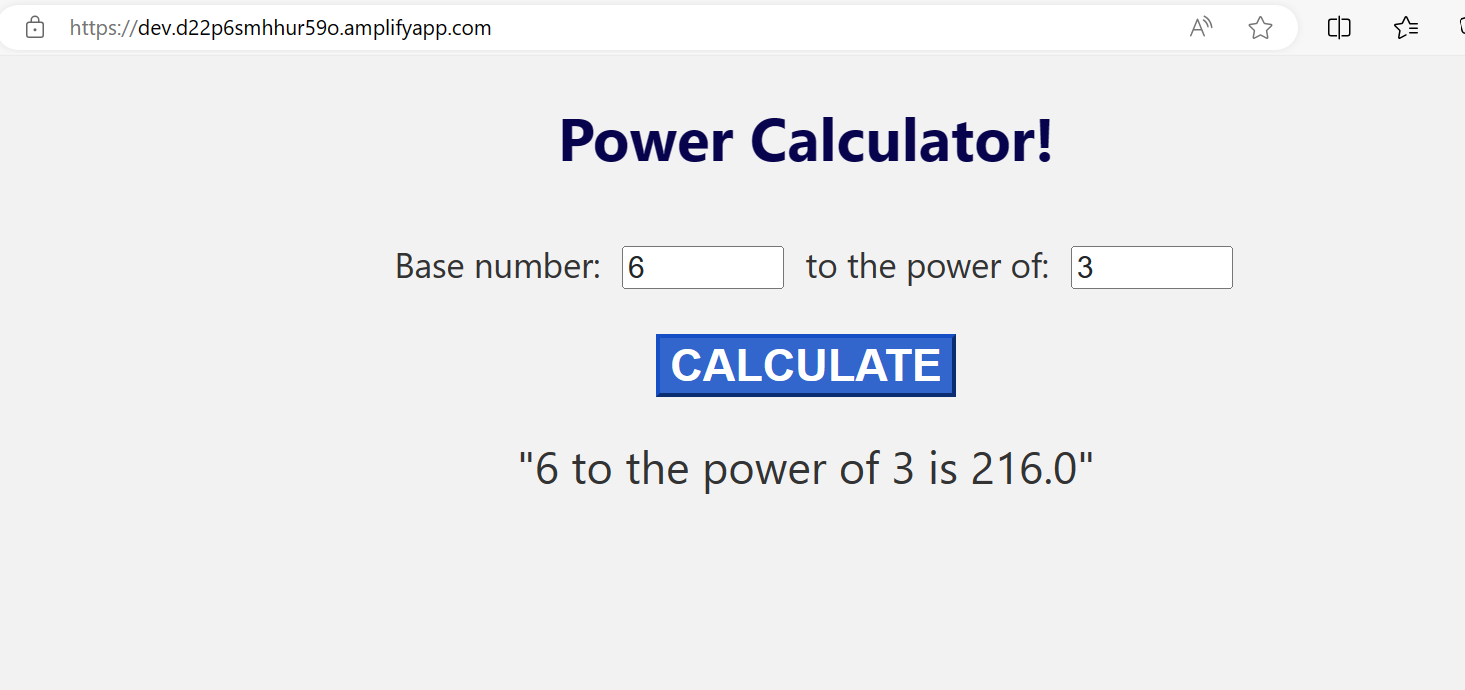 https://dev.d22p6smhhur59o.amplifyapp.com
Power Calculator!
Base number: 6 to the power of: 3
CALCULATE
"6 to the power of 3 is 216.0"